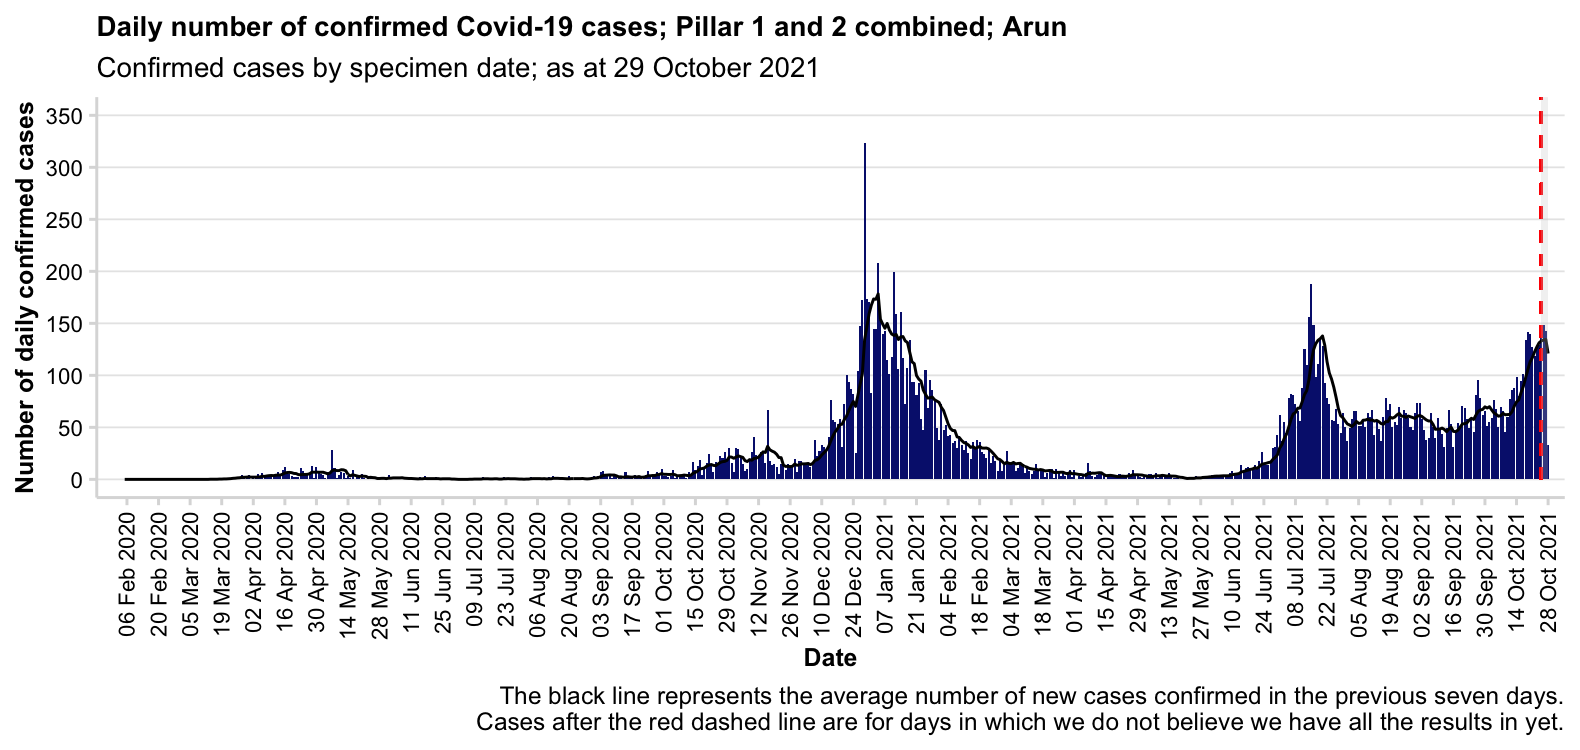 Daily number of confirmed Covid-19 cases; Pillar 1 and 2 combined; Arun
Confirmed cases by specimen date; as at 29 October 2021
Number of daily confirmed cases
350
300
250
200
150
100
50
0
06 Feb 2020
20 Feb 2020
05 Mar 2020
19 Mar 2020
02 Apr 2020
16 Apr 2020
30 Apr 2020
14 May 2020
28 May 2020
11 Jun 2020
25 Jun 2020
09 Jul 2020
23 Jul 2020
06 Aug 2020
20 Aug 2020
03 Sep 2020
17 Sep 2020
01 Oct 2020
15 Oct 2020
29 Oct 2020
12 Nov 2020
26 Nov 2020
10 Dec 2020
24 Dec 2020
07 Jan 2021
21 Jan 2021
04 Feb 2021
18 Feb 2021
04 Mar 2021
18 Mar 2021
01 Apr 2021
15 Apr 2021
29 Apr 2021
13 May 2021
27 May 2021
10 Jun 2021
24 Jun 2021
08 Jul 2021
22 Jul 2021
05 Aug 2021
19 Aug 2021
02 Sep 2021
16 Sep 2021
30 Sep 2021
14 Oct 2021
28 Oct 2021
Date
The black line represents the average number of new cases confirmed in the previous seven days.
Cases after the red dashed line are for days in which we do not believe we have all the results in yet.